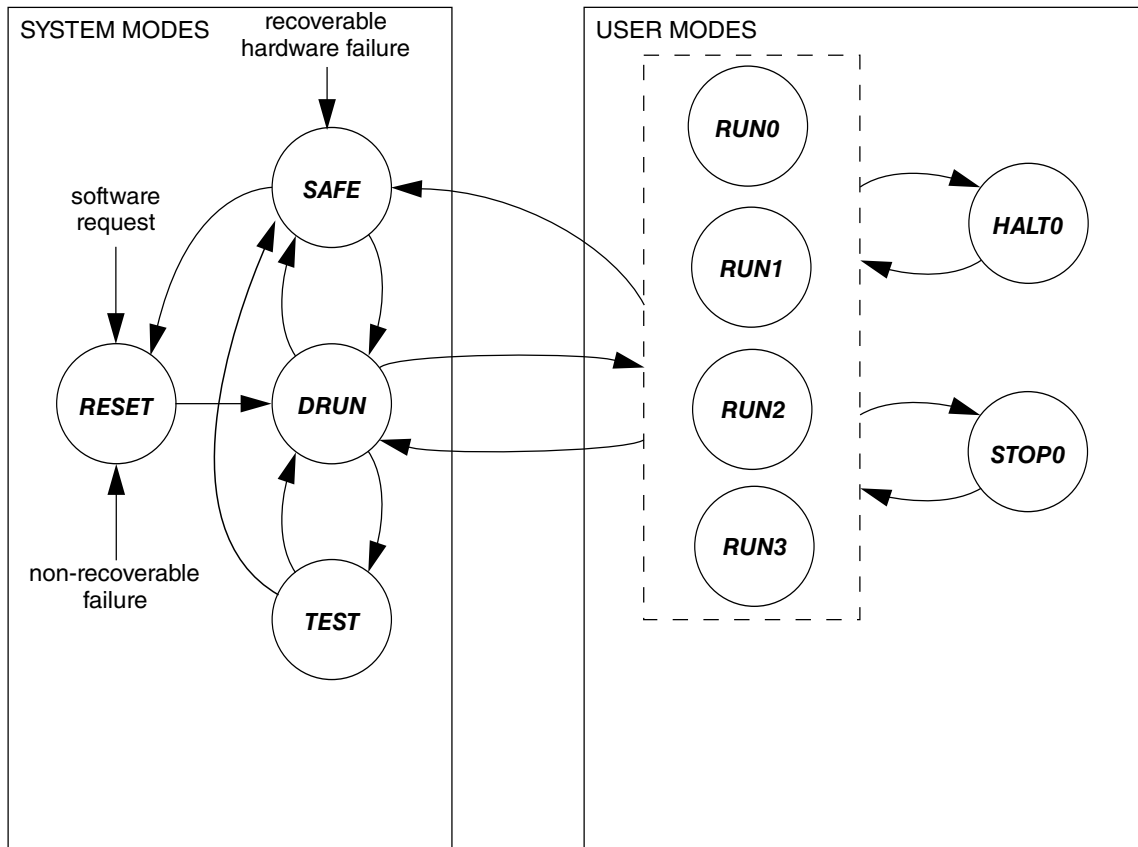 SYSTEM MODES
recoverable
hardware failure
SAFE
software
request
RESET
DRUN
non-recoverable
failure
TEST
USER MODES
RUN0
RUN1
RUN2
RUN3
HALT0
STOP0